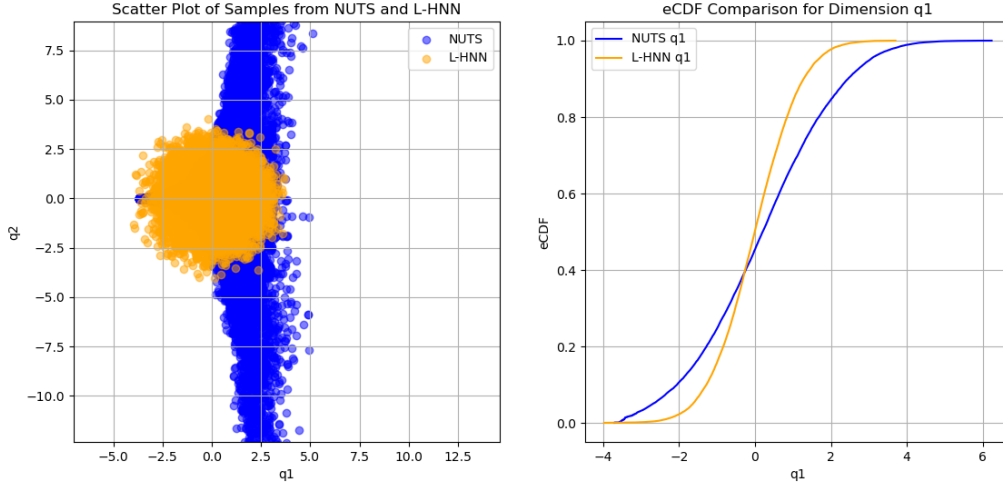 Scatter Plot of Samples from NUTS and L-HNN
7.5
5.0
2.5
0.0
−2.5
−5.0
−7.5
−10.0
q2
−5.0 −2.5 0.0 2.5 5.0 7.5 10.0 12.5
q1
NUTS
L-HNN
eCDF Comparison for Dimension q1
1.0
0.8
0.6
0.4
0.2
0.0
eCDF
−4 −2 0 2 4 6
q1
NUTS q1
L-HNN q1